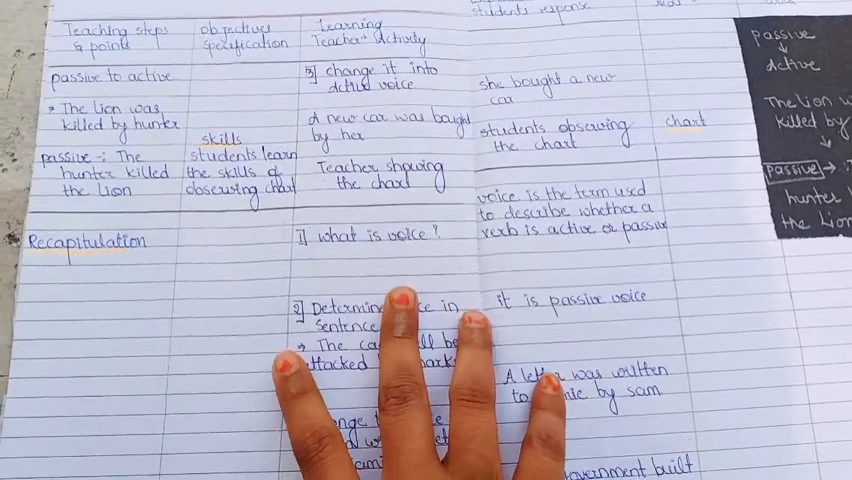 Teaching steps
& points
objectives
specification
Learning
Teacher's Activity
students response
passive to active
3] change it into
Active voice.
she bought a new
car
The Lion was
killed by hunter
A new car was bought
by her
students observing
the chart
chart
skills
students learn
the skills of
observing chart
passive :- The
hunter killed
the Lion
Teacher showing
the chart
Recapitulation
1] what is voice?
voice is the term used
to describe whether a
verb is active or passive
2] Determine in
sentence
→ The be
it is passive voice
A letter was written
to by sam
government built
passive
↓
Active
The Lion
killed by
↓
passive →
hunter
the Lion